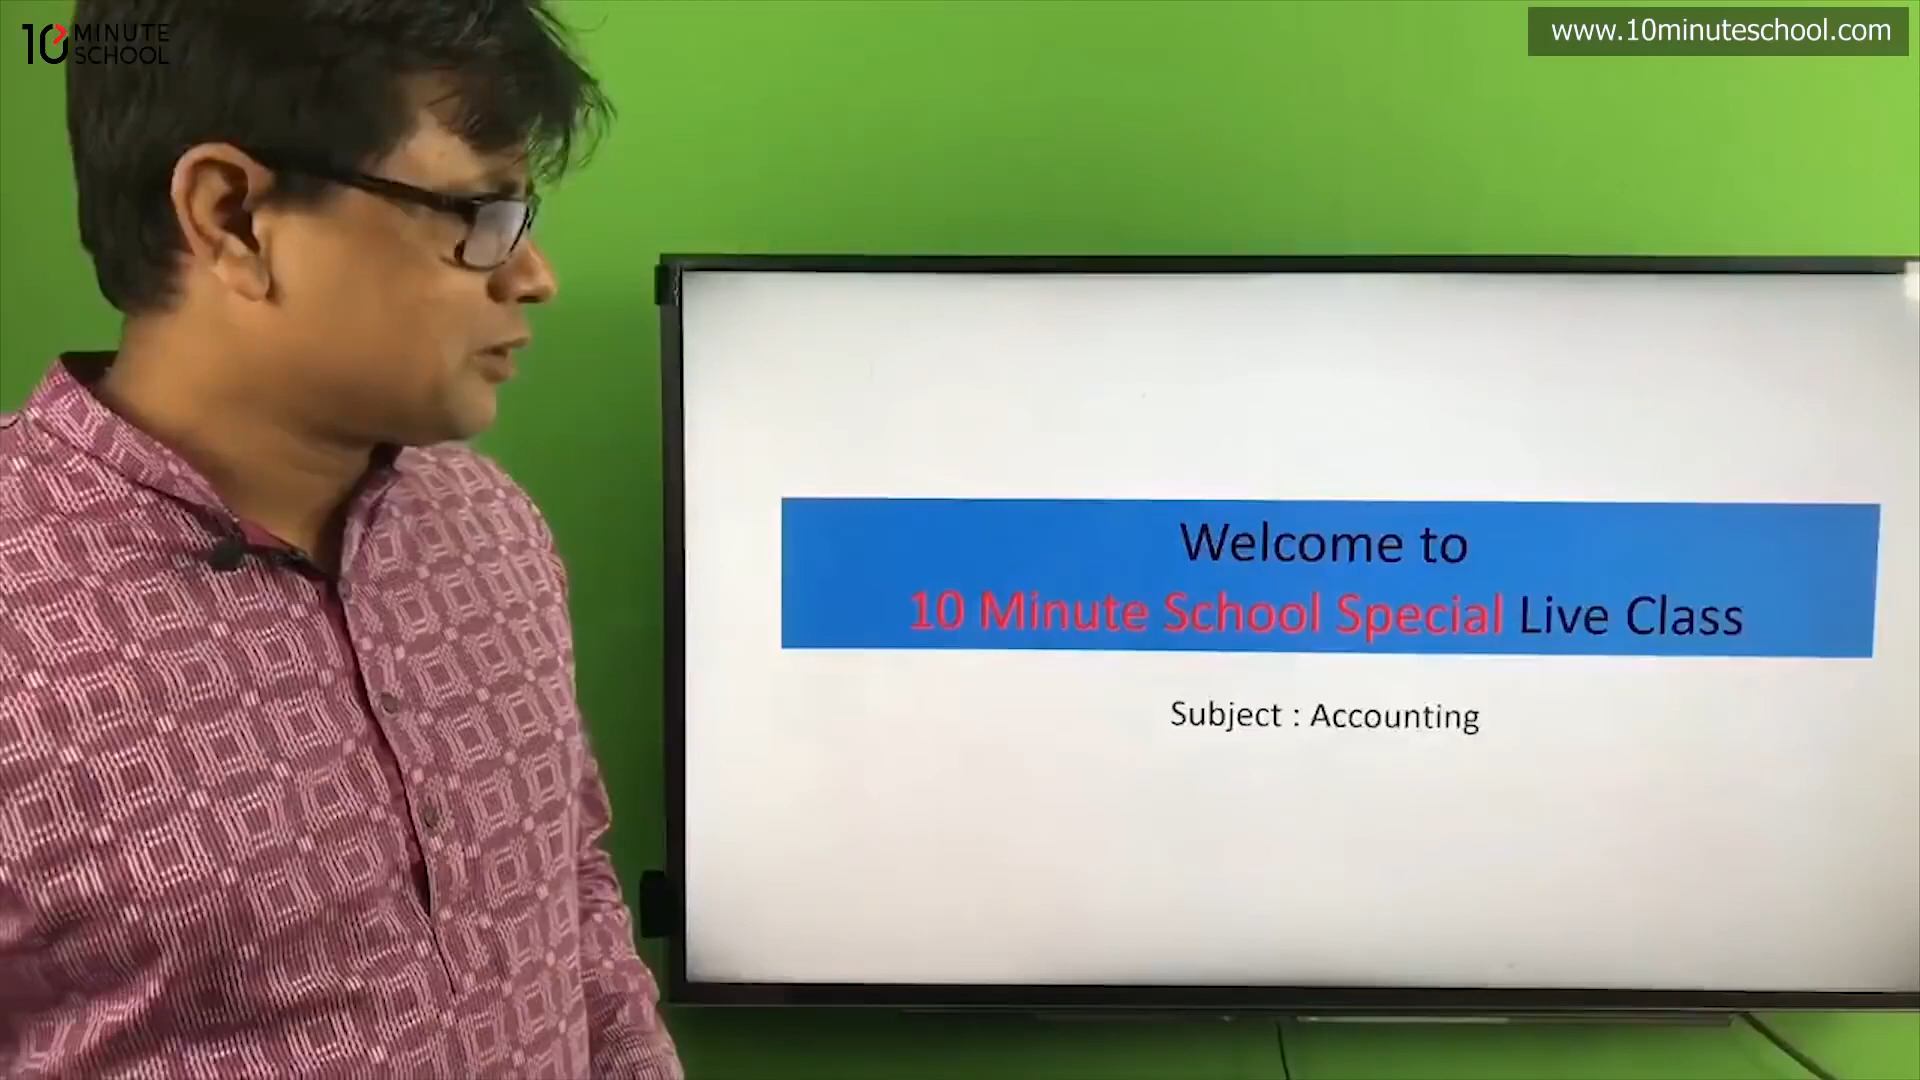 10 MINUTE
SCHOOL
www.10minuteschool.com
Welcome to
10 Minute School Special Live Class
Subject : Accounting